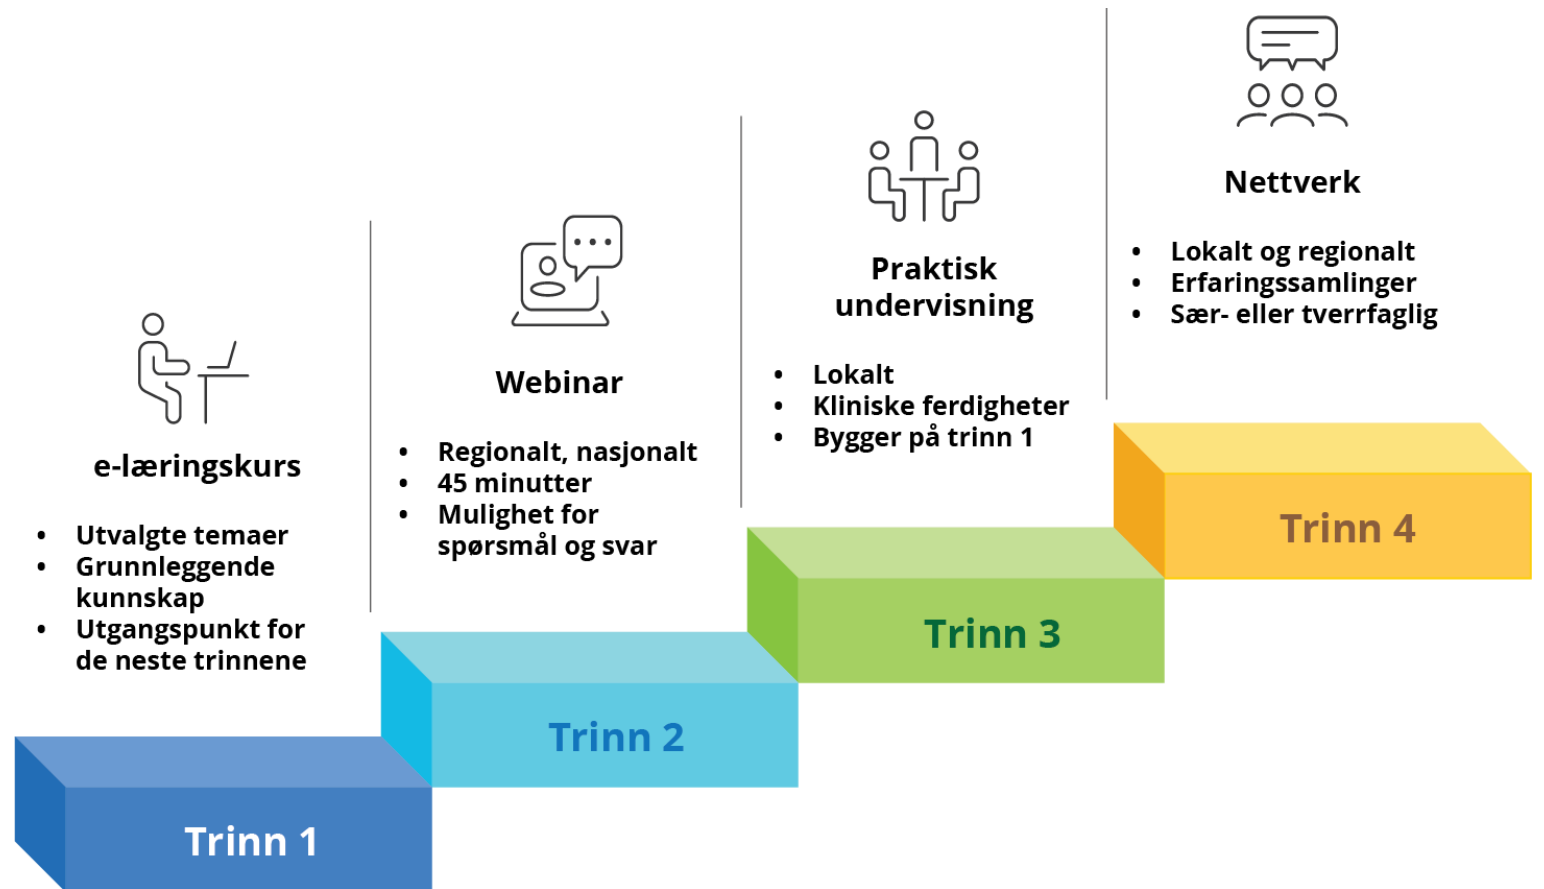 e-læringskurs
• Utvalgte temaer
• Grunnleggende
kunnskap
• Utgangspunkt for
de neste trinnene
Trinn 1
Webinar
• Regionalt, nasjonalt
• 45 minutter
• Mulighet for
spørsmål og svar
Trinn 2
Praktisk
undervisning
• Lokalt
• Kliniske ferdigheter
• Bygger på trinn 1
Trinn 3
Nettverk
• Lokalt og regionalt
• Erfaringssamlinger
• Sær- eller tverrfaglig
Trinn 4